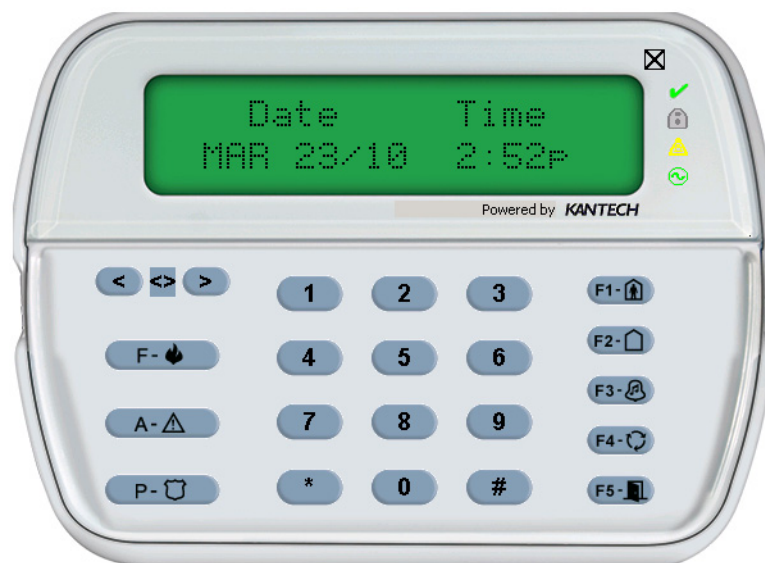 Date Time
MAR 23/10 2:52p
Powered by KANTECH
< <> >
1 2 3
F1-
F-
4 5 6
F2-
F3-
A-
7 8 9
F4-
P-
* 0 #
F5-